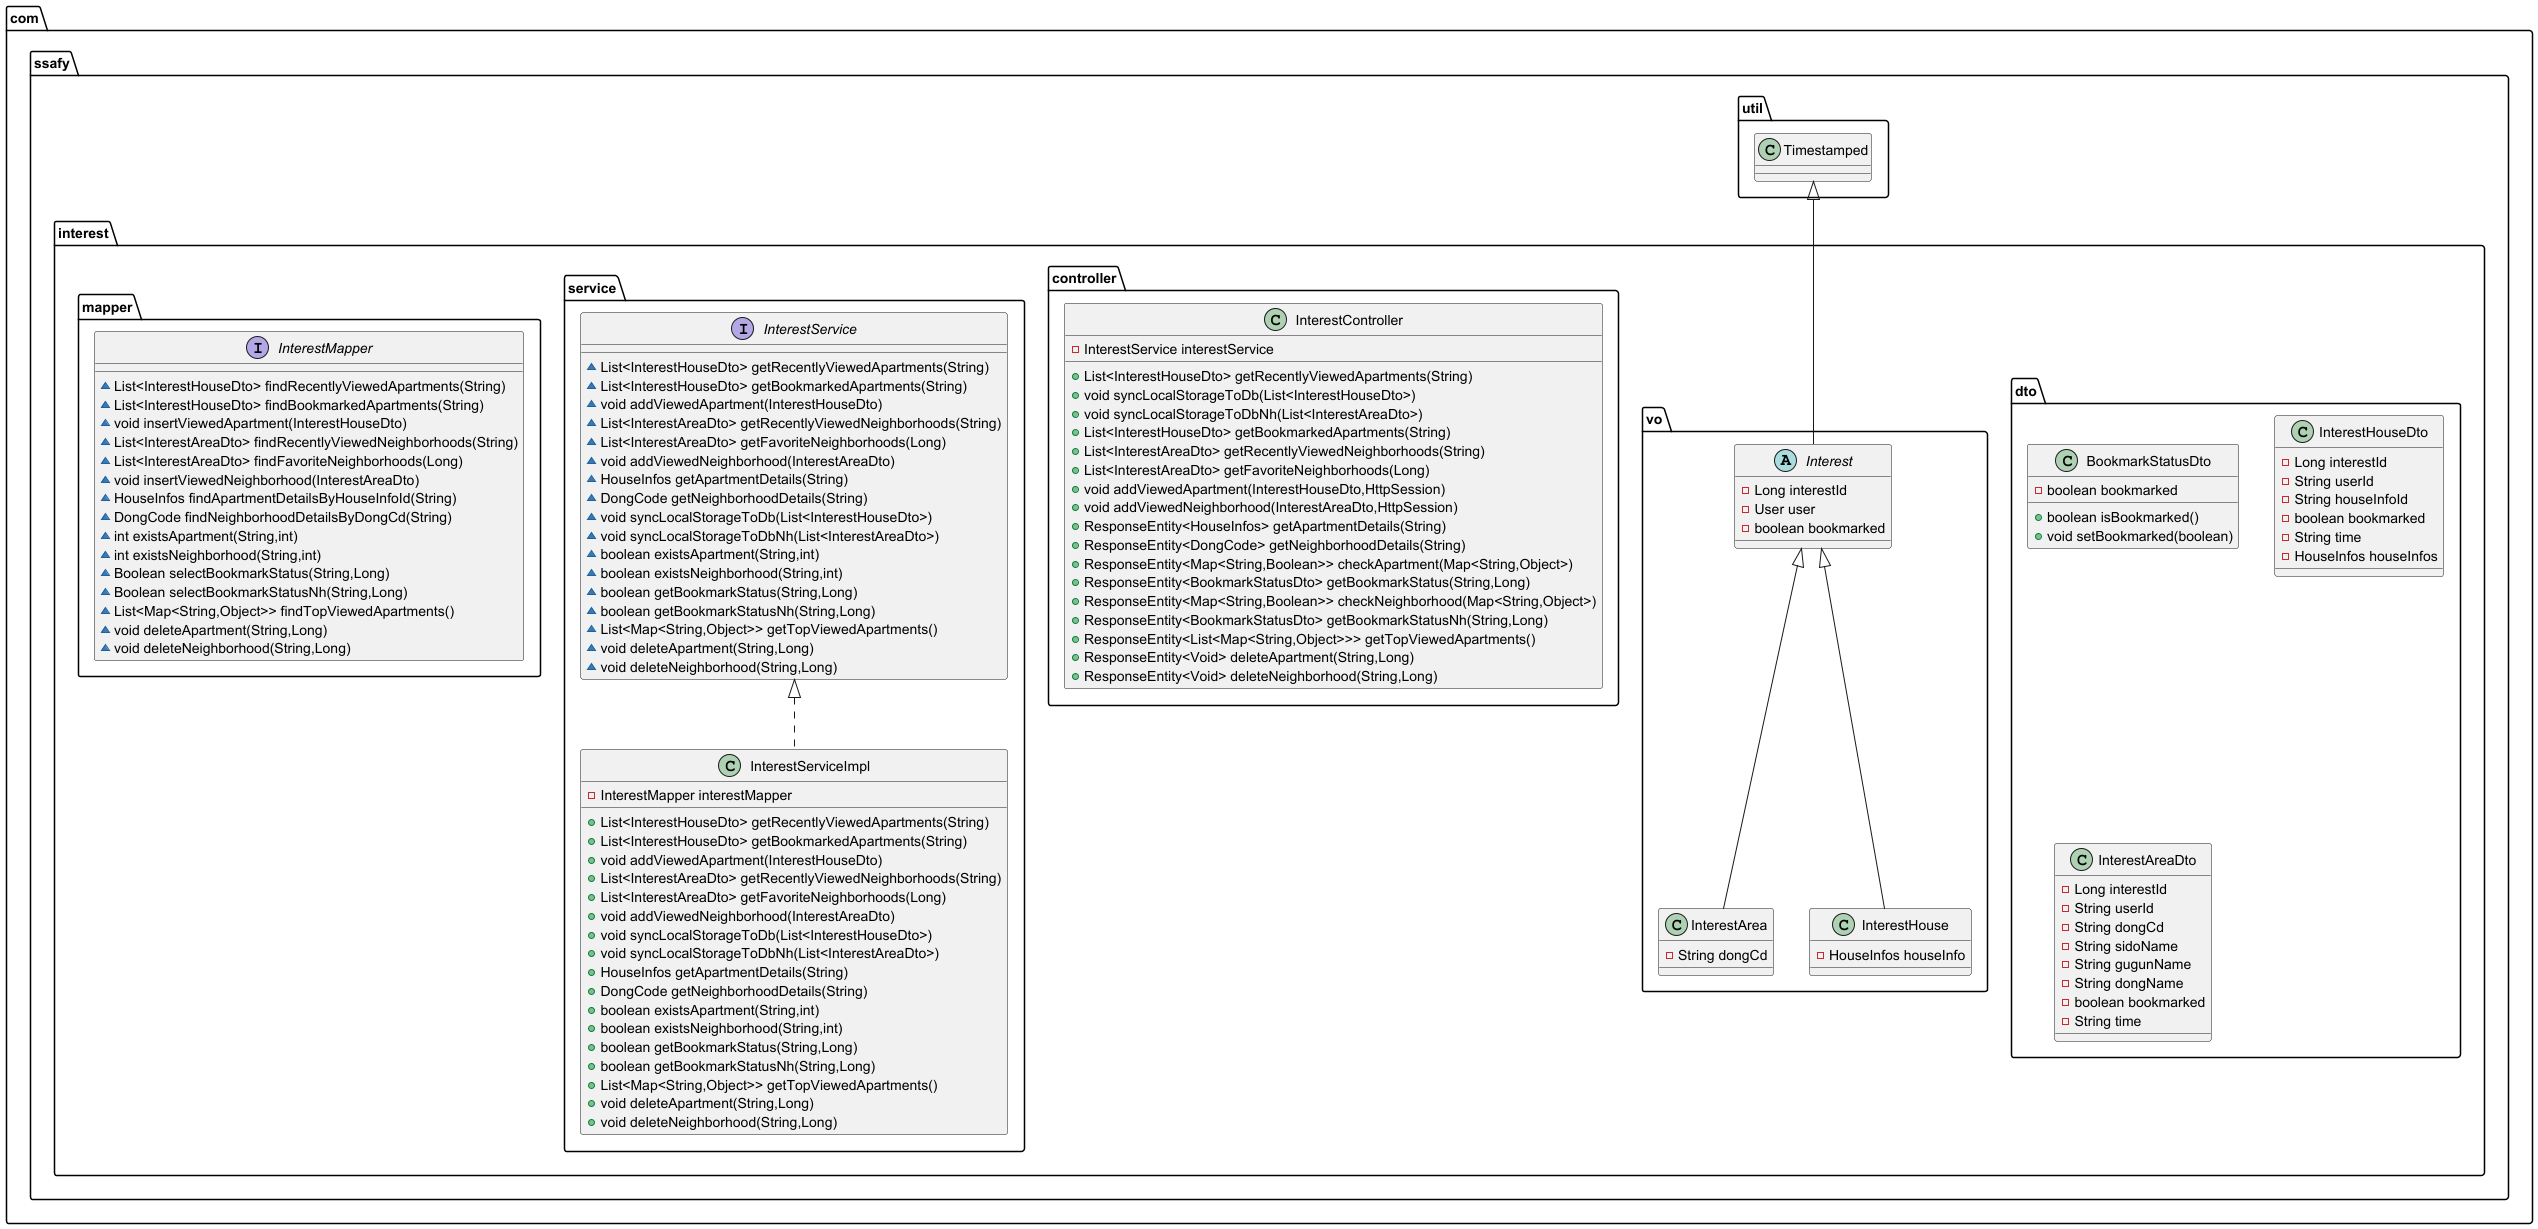 com
ssafy
util
C Timestamped
interest
mapper
I InterestMapper
List<InterestHouseDto> findRecentlyViewedApartments(String)
List<InterestHouseDto> findBookmarkedApartments(String)
void insertViewedApartment(InterestHouseDto)
List<InterestAreaDto> findRecentlyViewedNeighborhoods(String)
List<InterestAreaDto> findFavoriteNeighborhoods(Long)
void insertViewedNeighborhood(InterestAreaDto)
HouseInfos findApartmentDetailsByHouseInfoId(String)
DongCode findNeighborhoodDetailsByDongCd(String)
int existsApartment(String,int)
int existsNeighborhood(String,int)
Boolean selectBookmarkStatus(String,Long)
Boolean selectBookmarkStatusNh(String,Long)
List<Map<String,Object>> findTopViewedApartments()
void deleteApartment(String,Long)
void deleteNeighborhood(String,Long)
service
I InterestService
List<InterestHouseDto> getRecentlyViewedApartments(String)
List<InterestHouseDto> getBookmarkedApartments(String)
void addViewedApartment(InterestHouseDto)
List<InterestAreaDto> getRecentlyViewedNeighborhoods(String)
List<InterestAreaDto> getFavoriteNeighborhoods(Long)
void addViewedNeighborhood(InterestAreaDto)
HouseInfos getApartmentDetails(String)
DongCode getNeighborhoodDetails(String)
void syncLocalStorageToDb(List<InterestHouseDto>)
void syncLocalStorageToDbNh(List<InterestAreaDto>)
boolean existsApartment(String,int)
boolean existsNeighborhood(String,int)
boolean getBookmarkStatus(String,Long)
boolean getBookmarkStatusNh(String,Long)
List<Map<String,Object>> getTopViewedApartments()
void deleteApartment(String,Long)
void deleteNeighborhood(String,Long)
C InterestServiceImpl
InterestMapper interestMapper
List<InterestHouseDto> getRecentlyViewedApartments(String)
List<InterestHouseDto> getBookmarkedApartments(String)
void addViewedApartment(InterestHouseDto)
List<InterestAreaDto> getRecentlyViewedNeighborhoods(String)
List<InterestAreaDto> getFavoriteNeighborhoods(Long)
void addViewedNeighborhood(InterestAreaDto)
void syncLocalStorageToDb(List<InterestHouseDto>)
void syncLocalStorageToDbNh(List<InterestAreaDto>)
HouseInfos getApartmentDetails(String)
DongCode getNeighborhoodDetails(String)
boolean existsApartment(String,int)
boolean existsNeighborhood(String,int)
boolean getBookmarkStatus(String,Long)
boolean getBookmarkStatusNh(String,Long)
List<Map<String,Object>> getTopViewedApartments()
void deleteApartment(String,Long)
void deleteNeighborhood(String,Long)
controller
C InterestController
InterestService interestService
List<InterestHouseDto> getRecentlyViewedApartments(String)
void syncLocalStorageToDb(List<InterestHouseDto>)
void syncLocalStorageToDbNh(List<InterestAreaDto>)
List<InterestHouseDto> getBookmarkedApartments(String)
List<InterestAreaDto> getRecentlyViewedNeighborhoods(String)
List<InterestAreaDto> getFavoriteNeighborhoods(Long)
void addViewedApartment(InterestHouseDto,HttpSession)
void addViewedNeighborhood(InterestAreaDto,HttpSession)
ResponseEntity<HouseInfos> getApartmentDetails(String)
ResponseEntity<DongCode> getNeighborhoodDetails(String)
ResponseEntity<Map<String,Boolean>> checkApartment(Map<String,Object>)
ResponseEntity<BookmarkStatusDto> getBookmarkStatus(String,Long)
ResponseEntity<Map<String,Boolean>> checkNeighborhood(Map<String,Object>)
ResponseEntity<BookmarkStatusDto> getBookmarkStatusNh(String,Long)
ResponseEntity<List<Map<String,Object>>> getTopViewedApartments()
ResponseEntity<Void> deleteApartment(String,Long)
ResponseEntity<Void> deleteNeighborhood(String,Long)
vo
A Interest
Long interestId
User user
boolean bookmarked
C InterestArea
String dongCd
C InterestHouse
HouseInfos houseInfo
dto
C BookmarkStatusDto
boolean bookmarked
boolean isBookmarked()
void setBookmarked(boolean)
C InterestHouseDto
Long interestId
String userId
String houseInfoId
boolean bookmarked
String time
HouseInfos houseInfos
C InterestAreaDto
Long interestId
String userId
String dongCd
String sidoName
String gugunName
String dongName
boolean bookmarked
String time